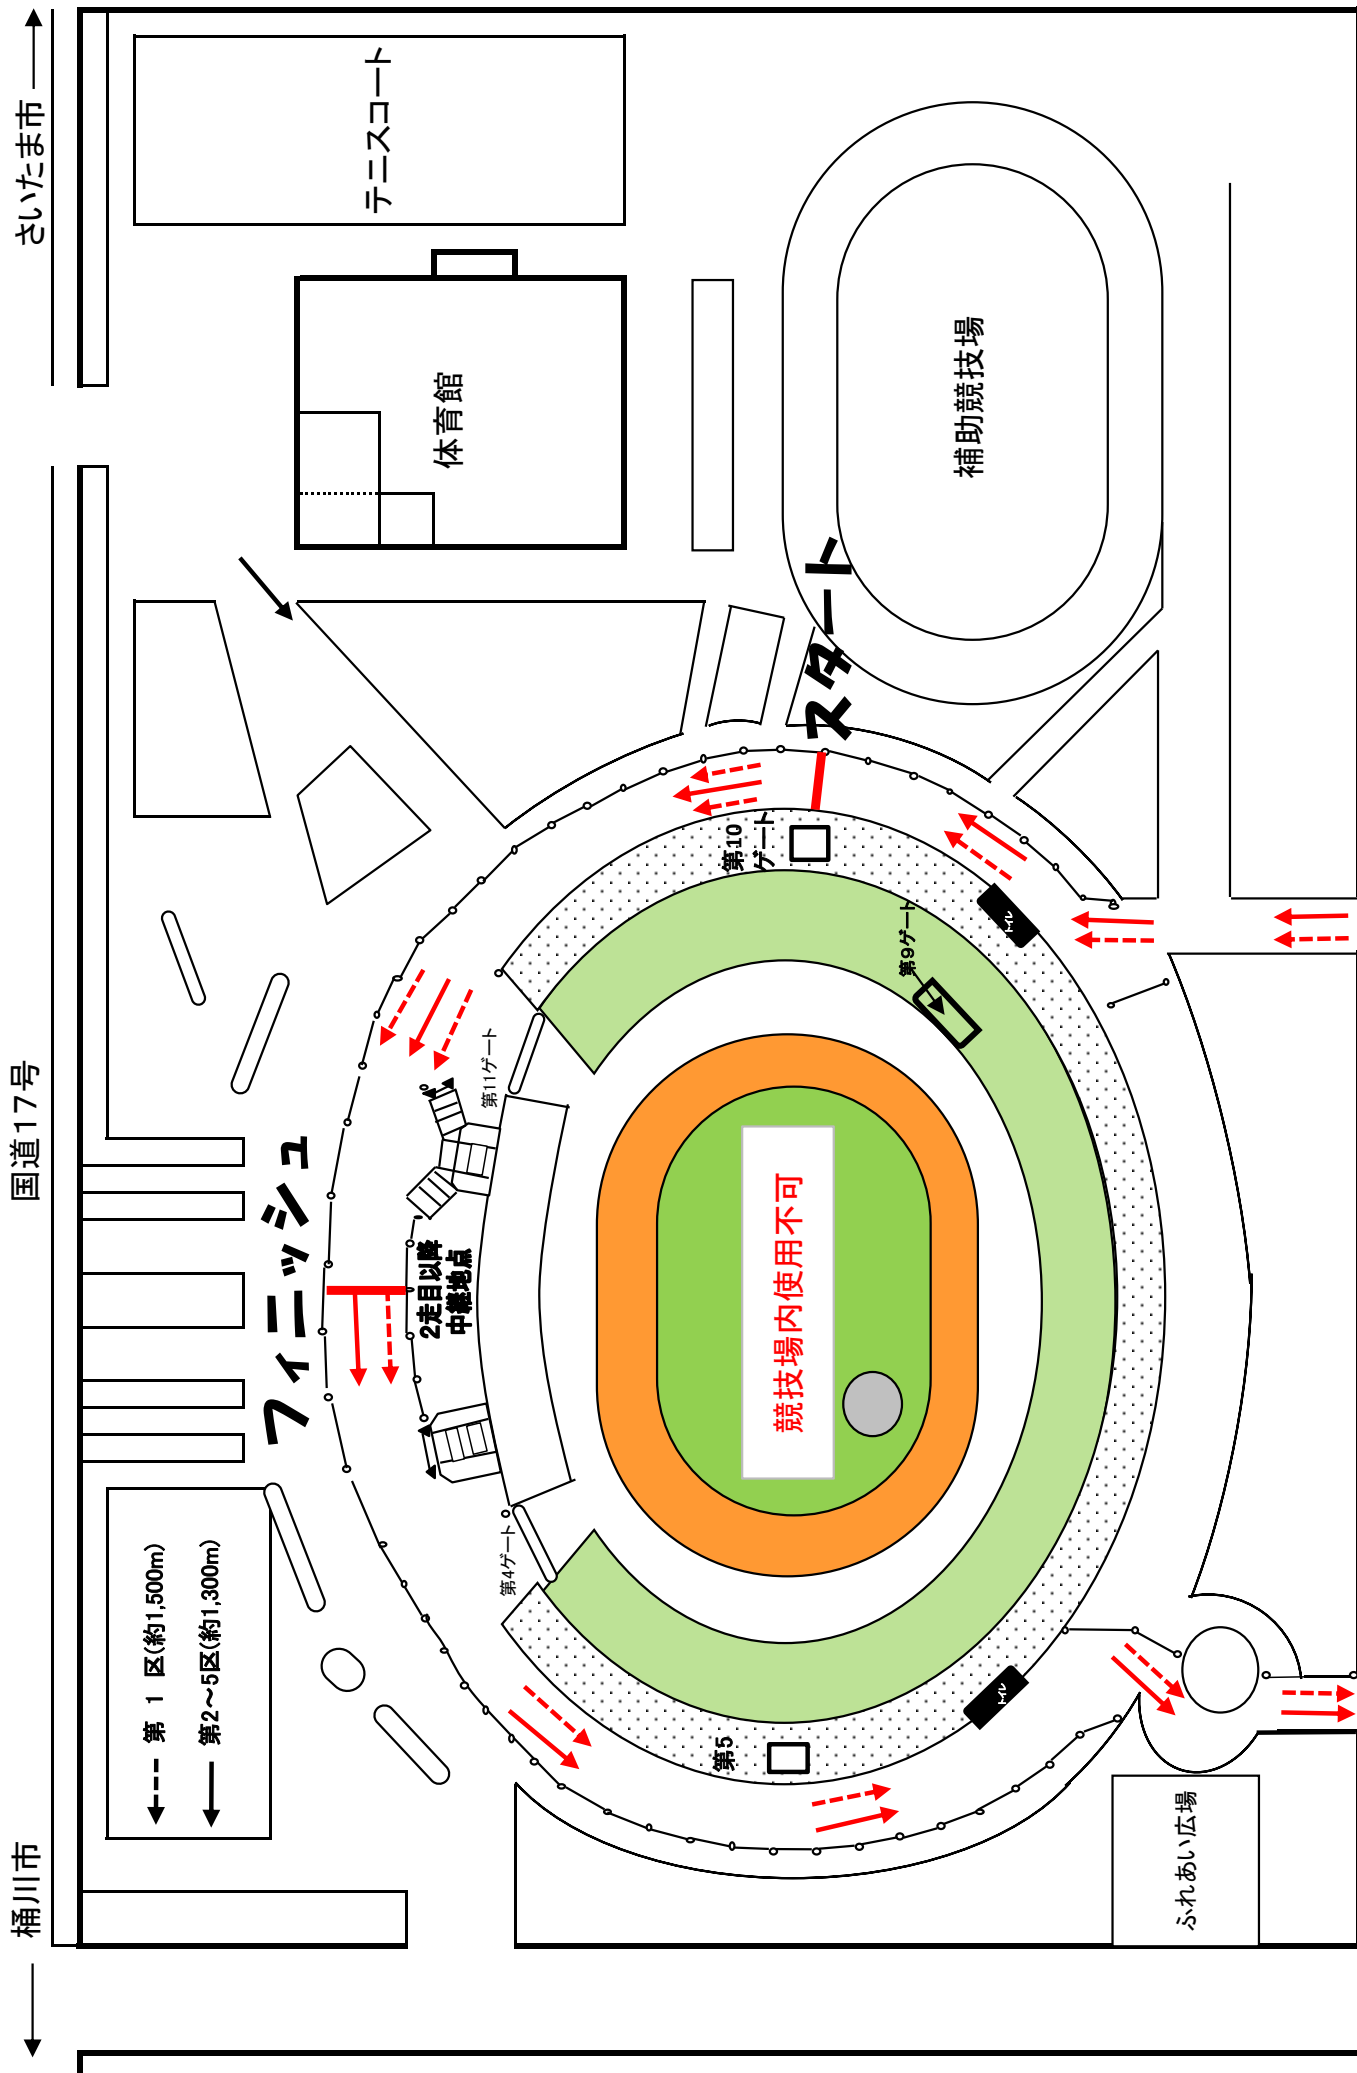 さいたま市
国道17号
桶川市
テニスコート
体育館
補助競技場
スタート
第10
ゲート
第9ゲート
トイレ
第11ゲート
フィニッシュ
2走目以降
中継地点
競技場内使用不可
第4ゲート
第 1 区(約1,500m)
第2～5区(約1,300m)
第5
トイレ
ふれあい広場